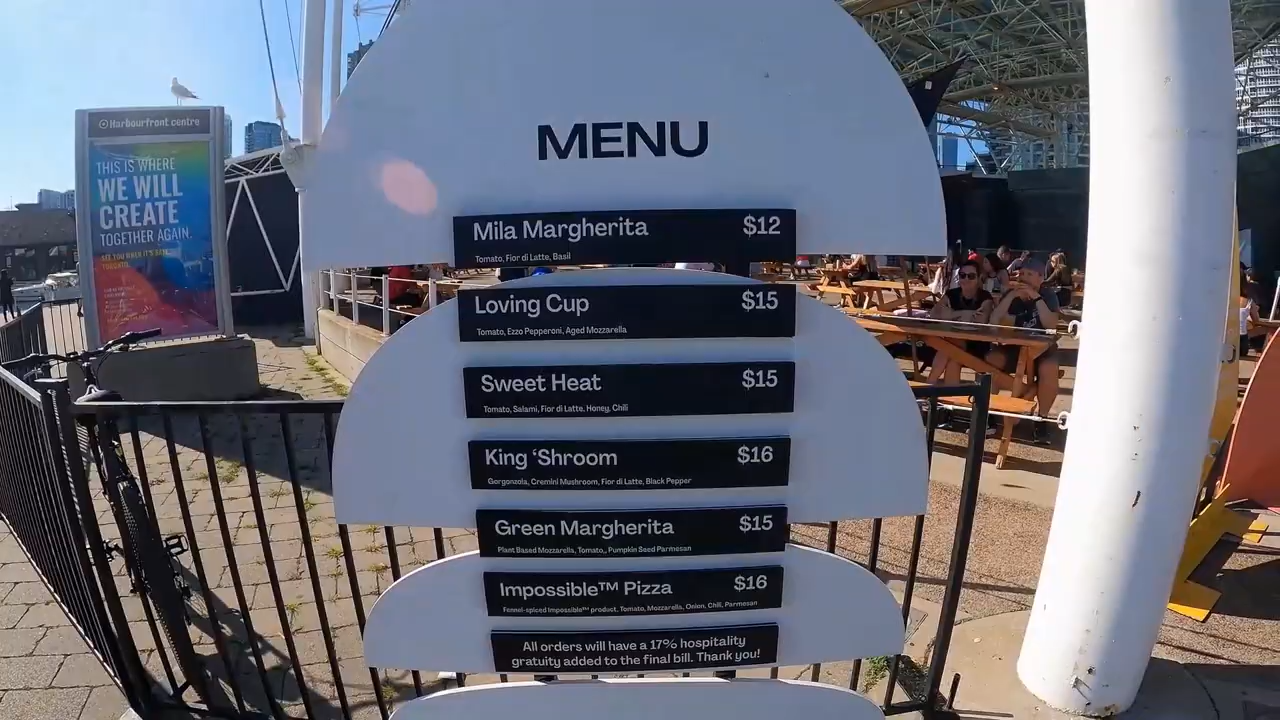 Harbourfront centre
THIS IS WHERE
WE WILL
CREATE
TOGETHER AGAIN.
MENU
Mila Margherita $12
Tomato, Fior di Latte, Basil
Loving Cup $15
Tomato, Ezzo Pepperoni, Aged Mozzarella
Sweet Heat $15
Tomato, Salami, Fior di Latte, Honey, Chili
King ‘Shroom $16
Gorgonzola, Cremini Mushroom, Fior di Latte, Black Pepper
Green Margherita $15
Plant Based Mozzarella, Tomato,, Pumpkin Seed Parmesan
Impossible™ Pizza $16
Fennel-spiced Impossible™ product, Tomato, Mozzarella, Onion, Chili, Parmesan
All orders will have a 17% hospitality
gratuity added to the final bill. Thank you!